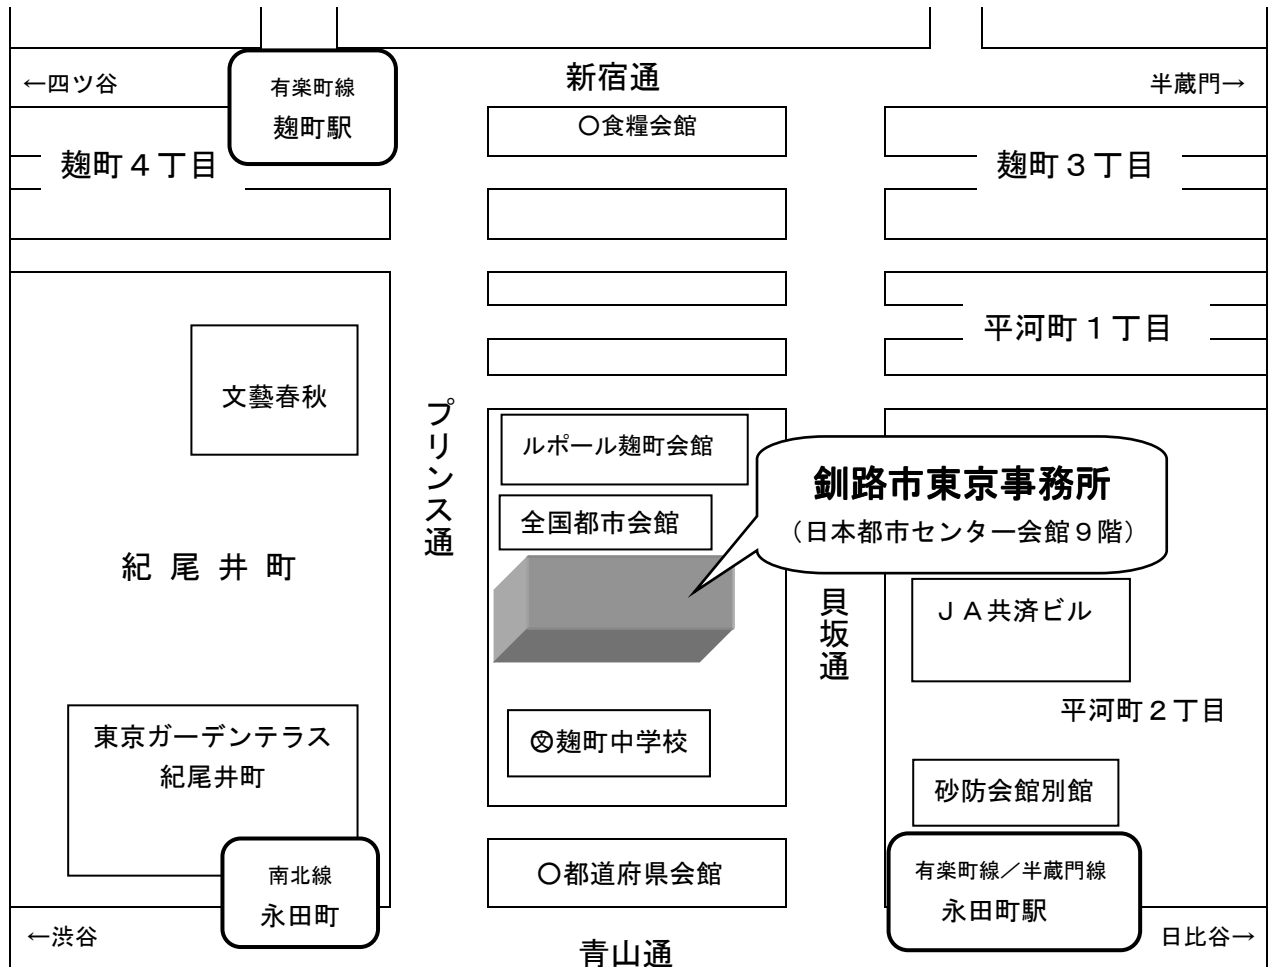 新宿通
←四ツ谷
半蔵門→
有楽町線
麹町駅
○食糧会館
麹町４丁目
麹町３丁目
平河町１丁目
文藝春秋
プリンス通
ルポール麹町会館
釧路市東京事務所
（日本都市センター会館９階）
全国都市会館
紀尾井町
貝坂通
ＪＡ共済ビル
平河町２丁目
東京ガーデンテラス
紀尾井町
㊫麹町中学校
砂防会館別館
南北線
永田町
○都道府県会館
有楽町線／半蔵門線
永田町駅
←渋谷
青山通
日比谷→